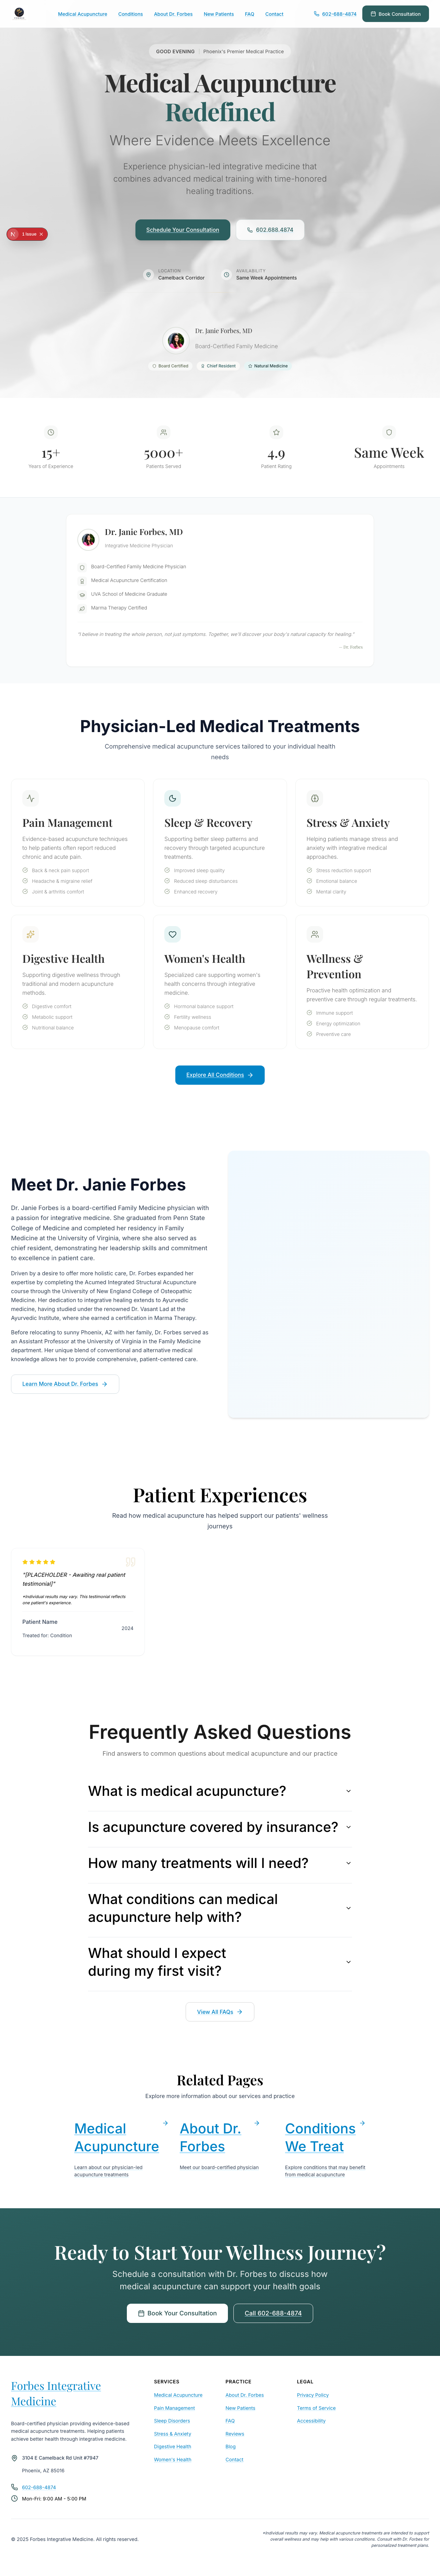 Medical Acupuncture Conditions About Dr. Forbes New Patients FAQ Contact 602-688-4874 Book Consultation
GOOD EVENING Phoenix's Premier Medical Practice
Medical Acupuncture
Redefined
Where Evidence Meets Excellence
Experience physician-led integrative medicine that
combines advanced medical training with time-honored
healing traditions.
N 1 Issue
Schedule Your Consultation 602.688.4874
LOCATION
Camelback Corridor
AVAILABILITY
Same Week Appointments
Dr. Janie Forbes, MD
Board-Certified Family Medicine
Board Certified Chief Resident Natural Medicine
15+ 5000+ 4.9 Same Week
Years of Experience Patients Served Patient Rating Appointments
Dr. Janie Forbes, MD
Integrative Medicine Physician
Board-Certified Family Medicine Physician
Medical Acupuncture Certification
UVA School of Medicine Graduate
Marma Therapy Certified
"I believe in treating the whole person, not just symptoms. Together, we'll discover your body's natural capacity for healing."
— Dr. Forbes
Physician-Led Medical Treatments
Comprehensive medical acupuncture services tailored to your individual health
needs
Pain Management
Evidence-based acupuncture techniques
to help patients often report reduced
chronic and acute pain.
Back & neck pain support
Headache & migraine relief
Joint & arthritis comfort
Sleep & Recovery
Supporting better sleep patterns and
recovery through targeted acupuncture
treatments.
Improved sleep quality
Reduced sleep disturbances
Enhanced recovery
Stress & Anxiety
Helping patients manage stress and
anxiety with integrative medical
approaches.
Stress reduction support
Emotional balance
Mental clarity
Digestive Health
Supporting digestive wellness through
traditional and modern acupuncture
methods.
Digestive comfort
Metabolic support
Nutritional balance
Women's Health
Specialized care supporting women's
health concerns through integrative
medicine.
Hormonal balance support
Fertility wellness
Menopause comfort
Wellness &
Prevention
Proactive health optimization and
preventive care through regular treatments.
Immune support
Energy optimization
Preventive care
Explore All Conditions
Meet Dr. Janie Forbes
Dr. Janie Forbes is a board-certified Family Medicine physician with
a passion for integrative medicine. She graduated from Penn State
College of Medicine and completed her residency in Family
Medicine at the University of Virginia, where she also served as
chief resident, demonstrating her leadership skills and commitment
to excellence in patient care.
Driven by a desire to offer more holistic care, Dr. Forbes expanded her
expertise by completing the Acumed Integrated Structural Acupuncture
course through the University of New England College of Osteopathic
Medicine. Her dedication to integrative healing extends to Ayurvedic
medicine, having studied under the renowned Dr. Vasant Lad at the
Ayurvedic Institute, where she earned a certification in Marma Therapy.
Before relocating to sunny Phoenix, AZ with her family, Dr. Forbes served as
an Assistant Professor at the University of Virginia in the Family Medicine
department. Her unique blend of conventional and alternative medical
knowledge allows her to provide comprehensive, patient-centered care.
Learn More About Dr. Forbes
Patient Experiences
Read how medical acupuncture has helped support our patients' wellness
journeys
"[PLACEHOLDER - Awaiting real patient
testimonial]"
*Individual results may vary. This testimonial reflects
one patient's experience.
Patient Name
Treated for: Condition
2024
Frequently Asked Questions
Find answers to common questions about medical acupuncture and our practice
What is medical acupuncture?
Is acupuncture covered by insurance?
How many treatments will I need?
What conditions can medical
acupuncture help with?
What should I expect
during my first visit?
View All FAQs
Related Pages
Explore more information about our services and practice
Medical
Acupuncture
Learn about our physician-led
acupuncture treatments
About Dr.
Forbes
Meet our board-certified physician
Conditions
We Treat
Explore conditions that may benefit
from medical acupuncture
Ready to Start Your Wellness Journey?
Schedule a consultation with Dr. Forbes to discuss how
medical acupuncture can support your health goals
Book Your Consultation Call 602-688-4874
Forbes Integrative
Medicine
Board-certified physician providing evidence-based
medical acupuncture treatments. Helping patients
achieve better health through integrative medicine.
3104 E Camelback Rd Unit #7947
Phoenix, AZ 85016
602-688-4874
Mon-Fri: 9:00 AM - 5:00 PM
SERVICES
Medical Acupuncture
Pain Management
Sleep Disorders
Stress & Anxiety
Digestive Health
Women's Health
PRACTICE
About Dr. Forbes
New Patients
FAQ
Reviews
Blog
Contact
LEGAL
Privacy Policy
Terms of Service
Accessibility
© 2025 Forbes Integrative Medicine. All rights reserved.
*Individual results may vary. Medical acupuncture treatments are intended to support
overall wellness and may help with various conditions. Consult with Dr. Forbes for
personalized treatment plans.